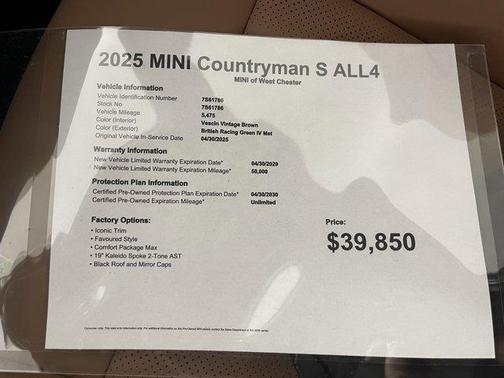 2025 MINI Countryman S ALL4
MINI of West Chester
Vehicle Information
Vehicle Identification Number 7S61786
Stock No 7S61786
Vehicle Mileage 5,475
Color (Interior) Vescin Vintage Brown
Color (Exterior) British Racing Green IV Met
Original Vehicle In-Service Date 04/30/2025
Warranty Information
New Vehicle Limited Warranty Expiration Date* 04/30/2029
New Vehicle Limited Warranty Expiration Mileage* 50,000
Protection Plan Information
Certified Pre-Owned Protection Plan Expiration Date* 04/30/2030
Certified Pre-Owned Expiration Mileage* Unlimited
Factory Options:
• Iconic Trim
• Favoured Style
• Comfort Package Max
• 19" Kaleido Spoke 2-Tone AST
• Black Roof and Mirror Caps
Price:
$39,850